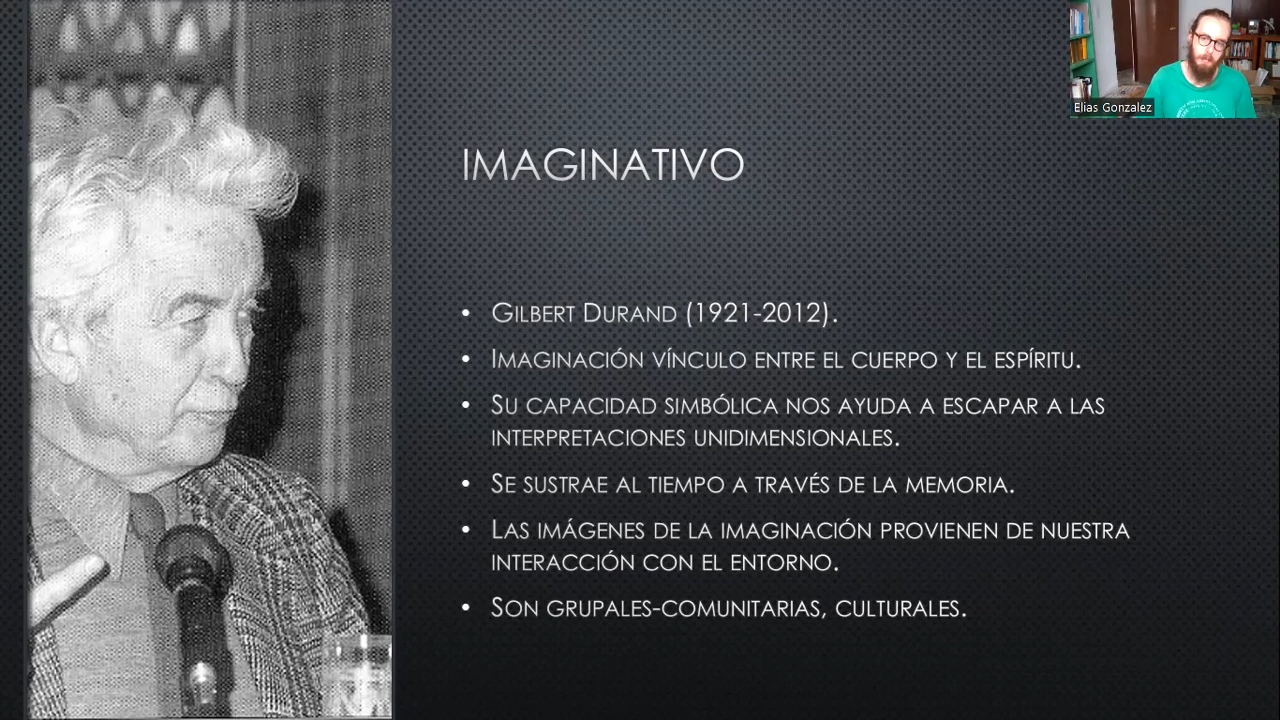 Elias Gonzalez
IMAGINATIVO
• GILBERT DURAND (1921-2012).
• IMAGINACIÓN VÍNCULO ENTRE EL CUERPO Y EL ESPÍRITU.
• SU CAPACIDAD SIMBÓLICA NOS AYUDA A ESCAPAR A LAS
INTERPRETACIONES UNIDIMENSIONALES.
• SE SUSTRAE AL TIEMPO A TRAVÉS DE LA MEMORIA.
• LAS IMÁGENES DE LA IMAGINACIÓN PROVIENEN DE NUESTRA
INTERACCIÓN CON EL ENTORNO.
• SON GRUPALES-COMUNITARIAS, CULTURALES.